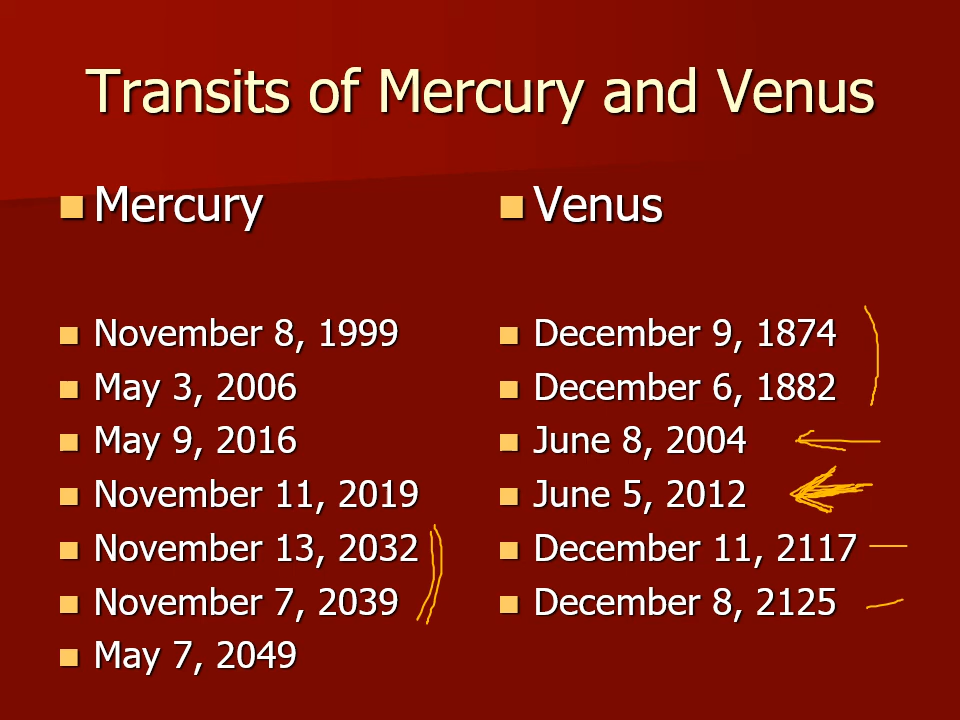 Transits of Mercury and Venus
Mercury
November 8, 1999
May 3, 2006
May 9, 2016
November 11, 2019
November 13, 2032
November 7, 2039
May 7, 2049
Venus
December 9, 1874
December 6, 1882
June 8, 2004
June 5, 2012
December 11, 2117
December 8, 2125